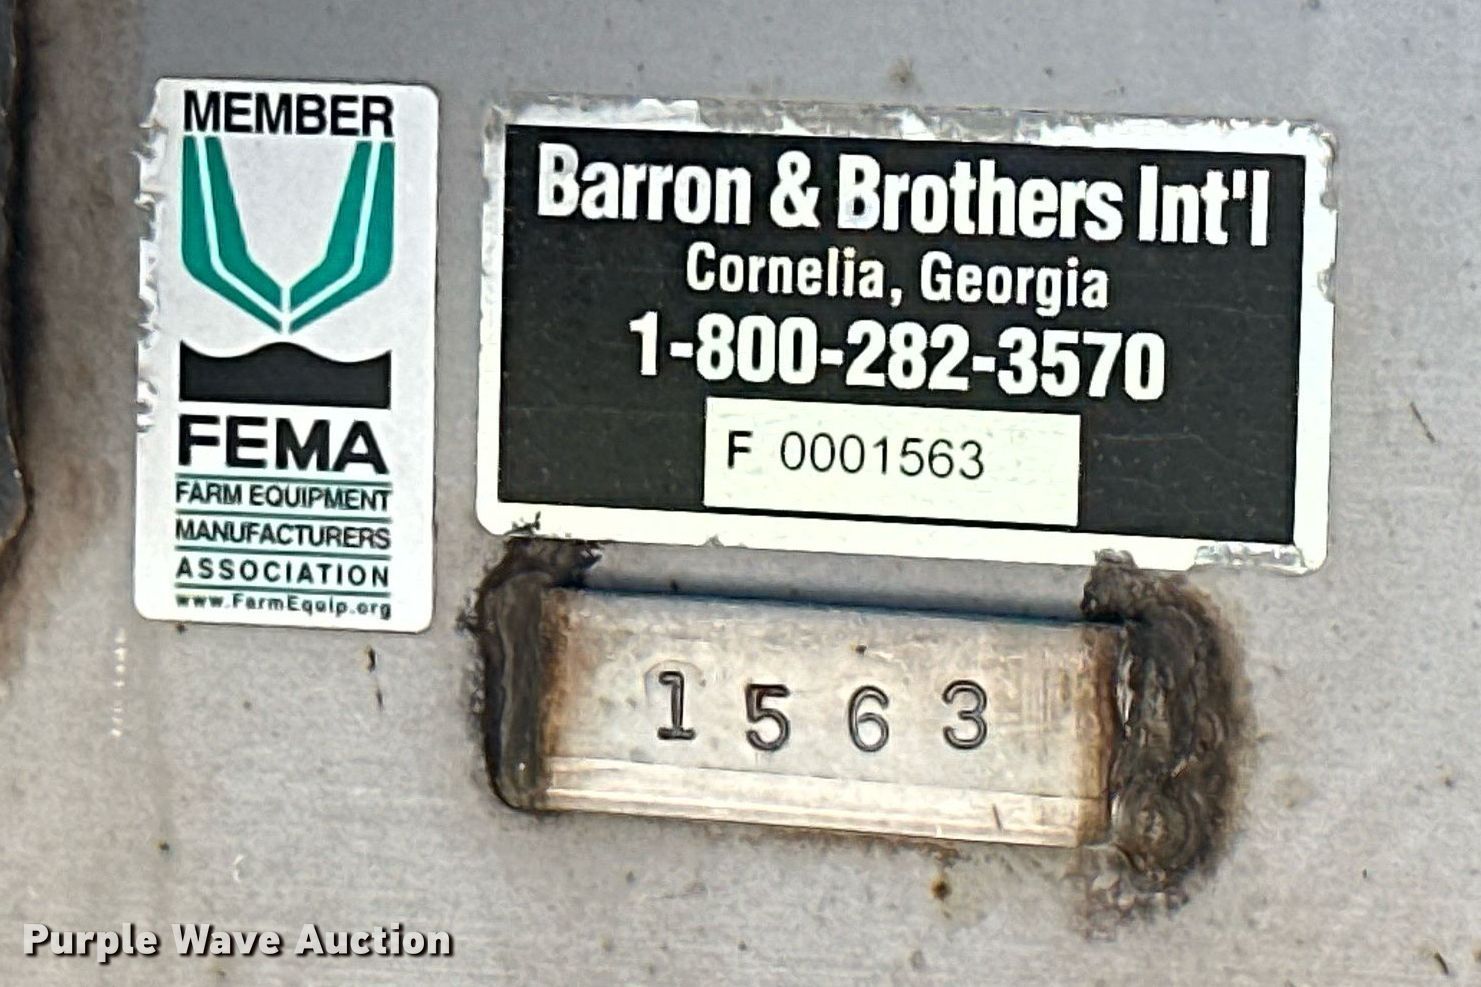 MEMBER
FEMA
FARM EQUIPMENT
MANUFACTURERS
ASSOCIATION
www.FarmEquip.org
Barron & Brothers Int'l
Cornelia, Georgia
1-800-282-3570
F 0001563
1563
Purple Wave Auction